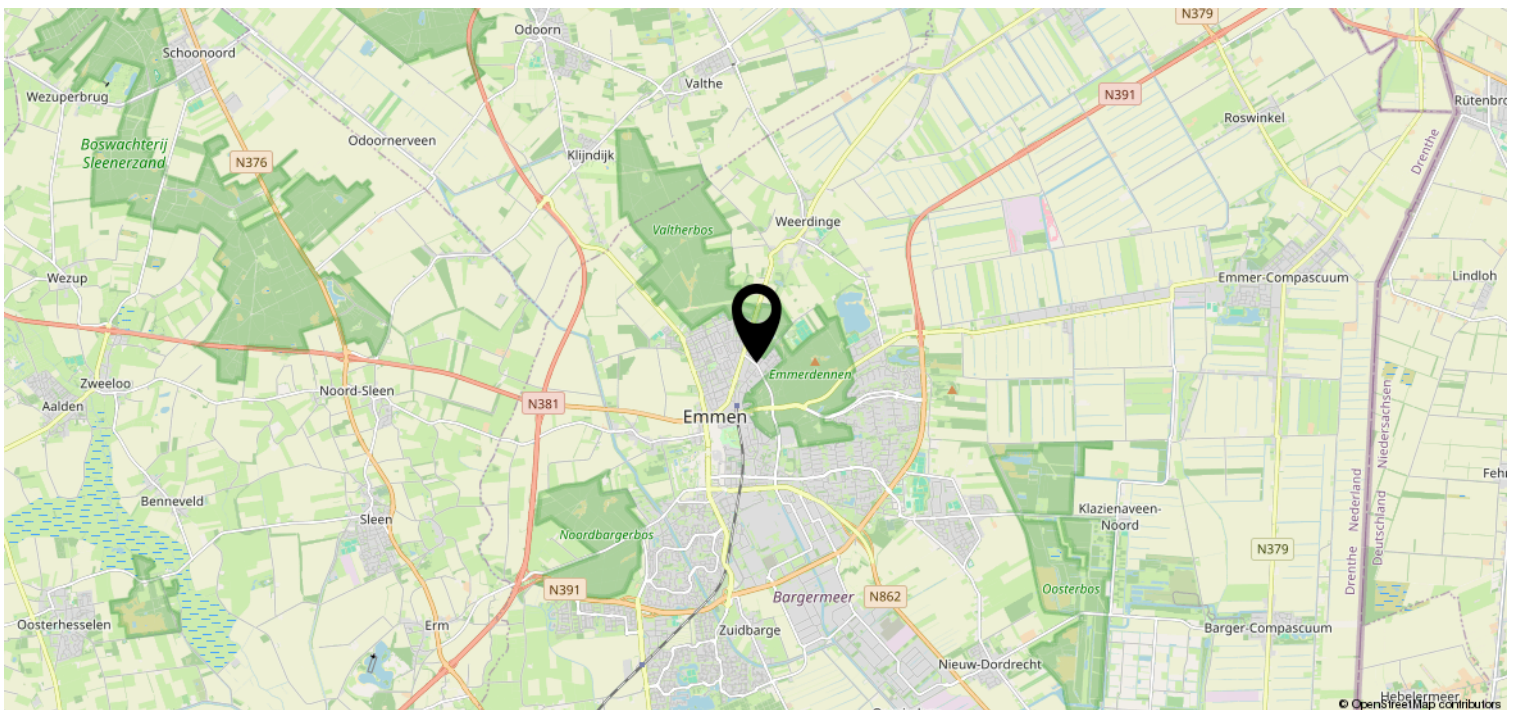 N379
Odoorn
Schoonoord
Valthe
Wezuperbrug
N391
Rütenbro
Roswinkel
Odoornerveen
Boswachterij
Sleenerzand
Klijndijk
N376
Drenthe
Weerdinge
Valtherbos
Wezup
Emmer-Compascuum
Lindloh
Emmerdennen
Zweeloo
Noord-Sleen
Aalden
N381
Emmen
Niedersachsen
Drenthe
Nederland
Deutschland
Fehn
Benneveld
Klazienaveen-
Noord
Sleen
Noordbargerbos
N379
N391
Oosterbos
Bargermeer
N862
Oosterhesselen
Erm
Zuidbarge
Barger-Compascuum
Nieuw-Dordrecht
Hebelermeer
© OpenStreetMap contributors